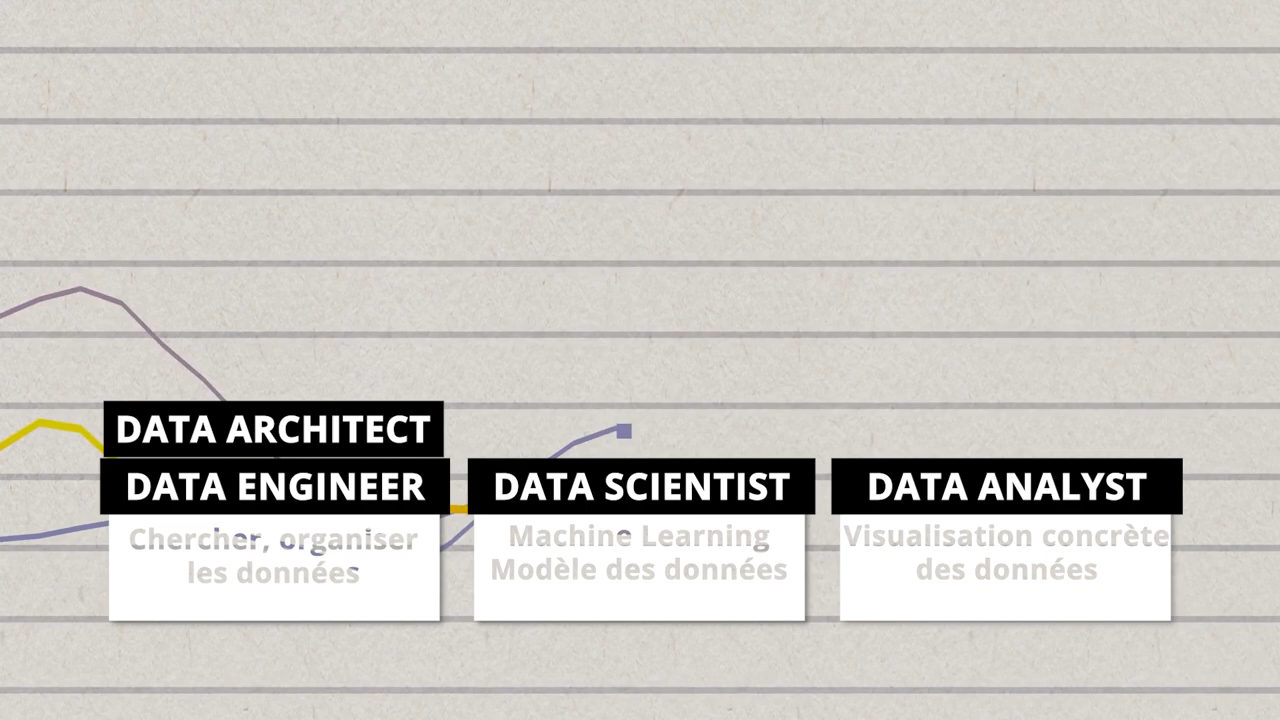 DATA ARCHITECT
DATA ENGINEER
Chercher, organiser
les données
DATA SCIENTIST
Machine Learning
Modèle des données
DATA ANALYST
Visualisation concrète
des données